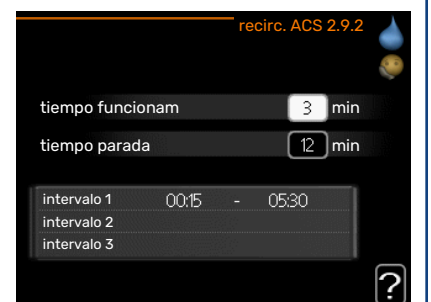 recirc. ACS 2.9.2
tiempo funcionam 3 min
tiempo parada 12 min
intervalo 1 00:15 - 05:30
intervalo 2
intervalo 3
?